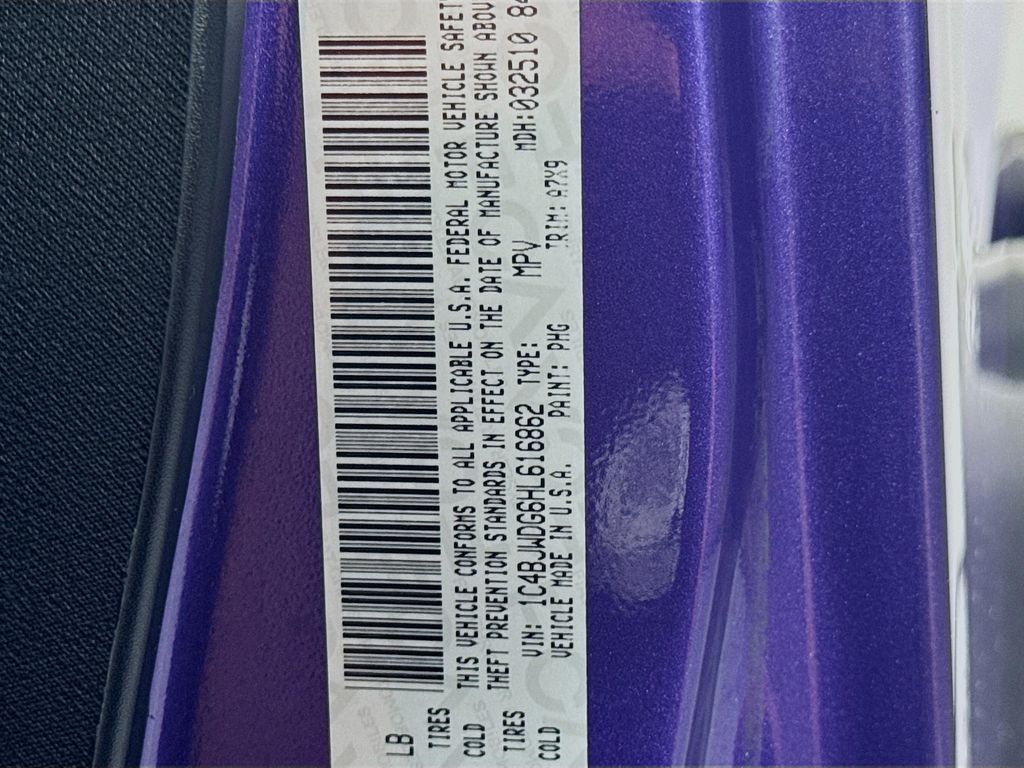 LB
TIRES
COLD
TIRES
COLD
THIS VEHICLE CONFORMS TO ALL APPLICABLE U.S.A. FEDERAL MOTOR VEHICLE
THEFT PREVENTION STANDARDS IN EFFECT ON THE DATE OF MANUFACTURE SHOWN
VIN: 1C4BJWDG6HL616862 TYPE: MPV MDH:032510
VEHICLE MADE IN U.S.A. PAINT: PHG TRIM: A7X9